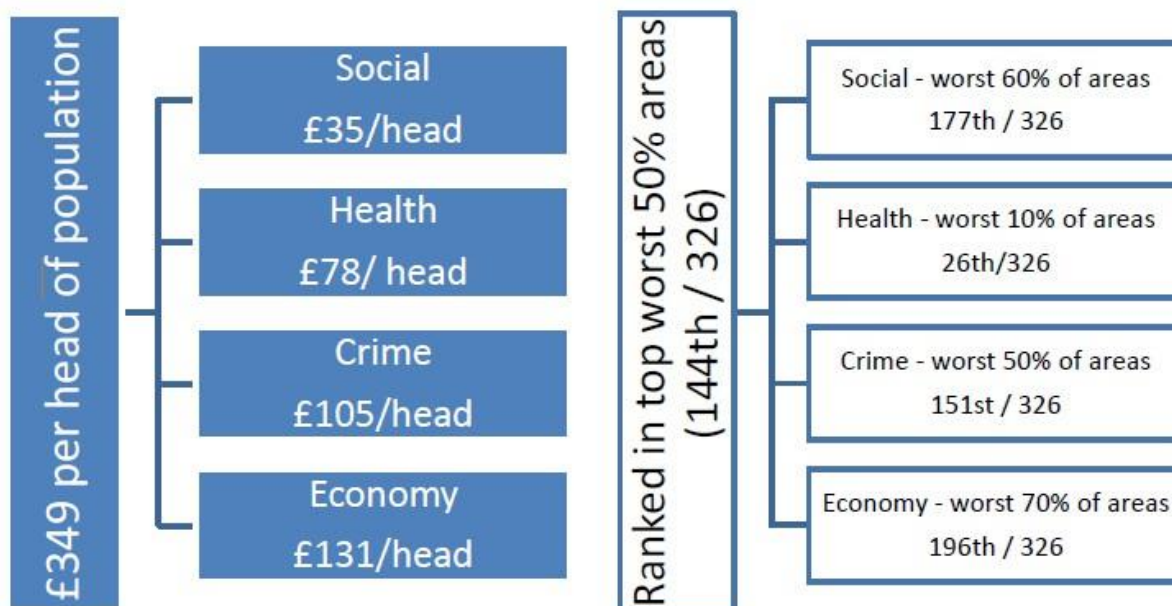 £349 per head of population
Social
£35/head
Health
£78/ head
Crime
£105/head
Economy
£131/head
Ranked in top worst 50% areas
(144th / 326)
Social - worst 60% of areas
177th / 326
Health - worst 10% of areas
26th/326
Crime - worst 50% of areas
151st / 326
Economy - worst 70% of areas
196th / 326